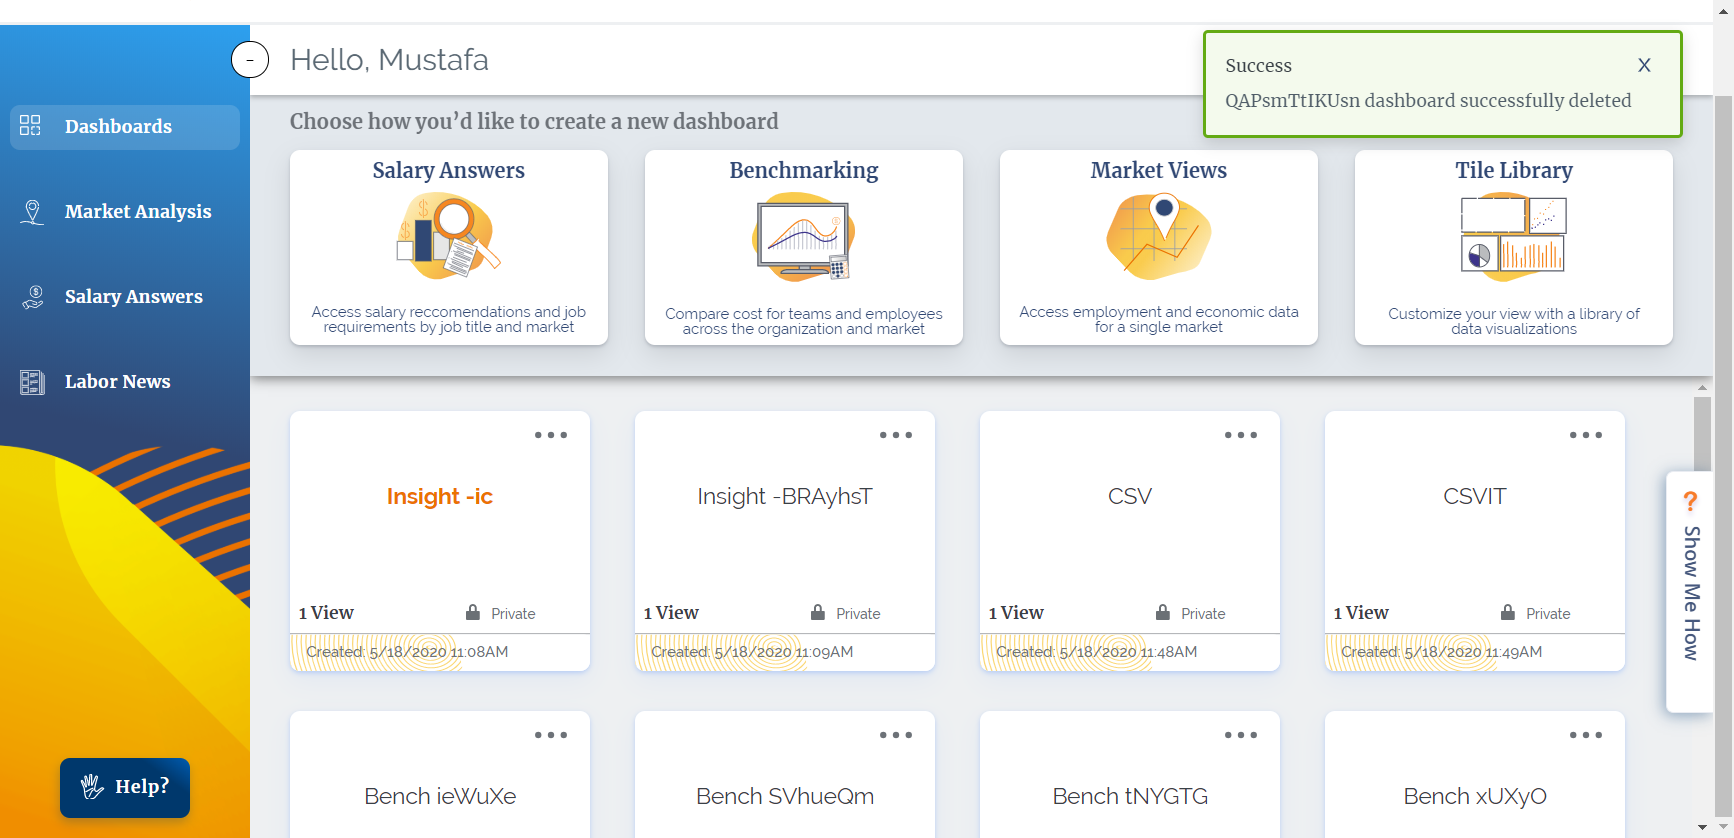 Hello, Mustafa
Success
X
QAPsmTtIKUsn dashboard successfully deleted
Dashboards
Market Analysis
Salary Answers
Labor News
Help?
Choose how you’d like to create a new dashboard
Salary Answers
Access salary reccomendations and job
requirements by job title and market
Benchmarking
Compare cost for teams and employees
across the organization and market
Market Views
Access employment and economic data
for a single market
Tile Library
Customize your view with a library of
data visualizations
Insight -ic
1 View
Private
Created: 5/18/2020 11:08AM
Insight -BRAyhsT
1 View
Private
Created: 5/18/2020 11:09AM
CSV
1 View
Private
Created: 5/18/2020 11:48AM
CSVIT
1 View
Private
Created: 5/18/2020 11:49AM
Bench ieWuXe
Bench SVhueQm
Bench tNYGTG
Bench xUXyO
? Show Me How